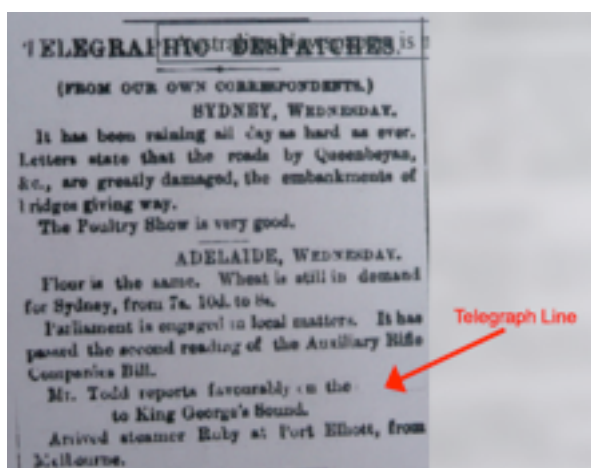 TELEGRAPHIC DESPATCHES.
(FROM OUR OWN CORRESPONDENTS.)
SYDNEY, WEDNESDAY.
It has been raining all day as hard as ever.
Letters state that the roads by Queenbeyan,
&c., are greatly damaged, the embankments of
bridges giving way.
The Poultry Show is very good.
ADELAIDE, WEDNESDAY.
Flour is the same. Wheat is still in demand
for Sydney, from 7s. 10d. to 8s.
Parliament is engaged in local matters. It has
passed the second reading of the Auxiliary Rifle
Companies Bill.
Telegraph Line
Mr. Todd reports favourably on the
to King George's Sound.
Arrived steamer Ruby at Port Elliott, from
Melbourne.